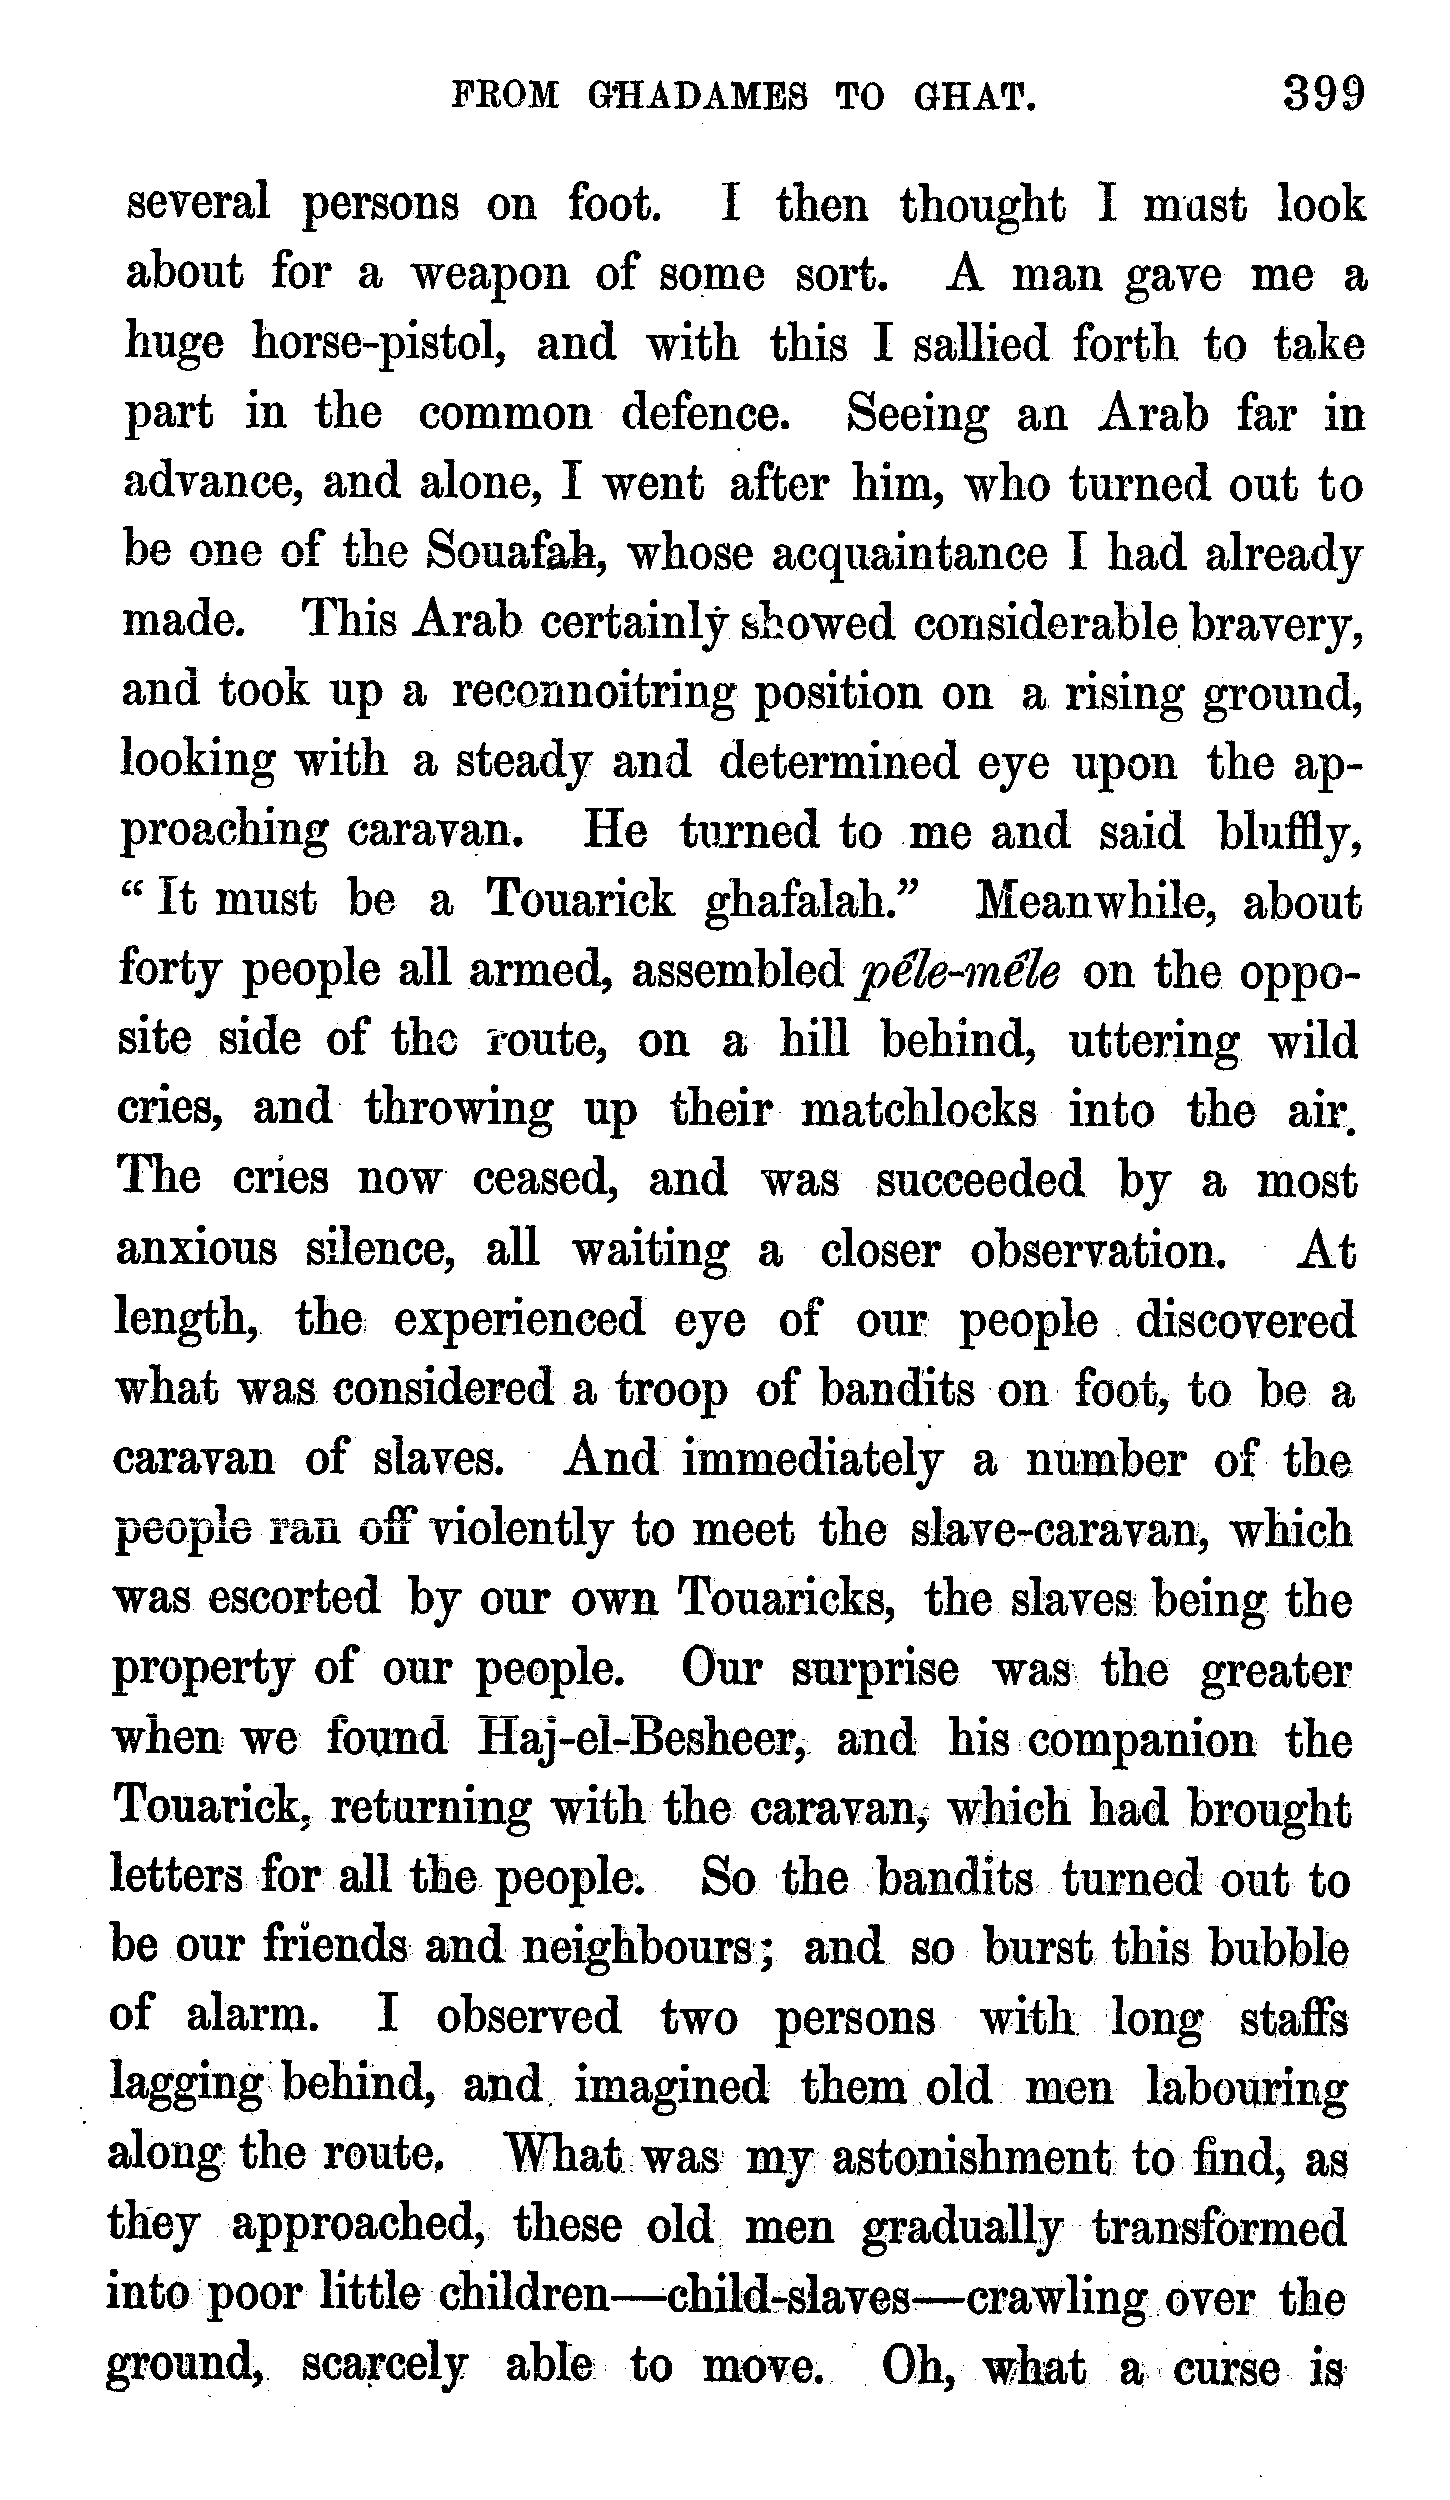 FROM GHADAMES TO GHAT. 399
several persons on foot. I then thought I must look
about for a weapon of some sort. A man gave me a
huge horse-pistol, and with this I sallied forth to take
part in the common defence. Seeing an Arab far in
advance, and alone, I went after him, who turned out to
be one of the Souafah, whose acquaintance I had already
made. This Arab certainly showed considerable bravery,
and took up a reconnoitring position on a rising ground,
looking with a steady and determined eye upon the ap-
proaching caravan. He turned to me and said bluffly,
“It must be a Touarick ghafalah.” Meanwhile, about
forty people all armed, assembled pêle-mêle on the oppo-
site side of the route, on a hill behind, uttering wild
cries, and throwing up their matchlocks into the air.
The cries now ceased, and was succeeded by a most
anxious silence, all waiting a closer observation. At
length, the experienced eye of our people discovered
what was considered a troop of bandits on foot, to be a
caravan of slaves. And immediately a number of the
people ran off violently to meet the slave-caravan, which
was escorted by our own Touaricks, the slaves being the
property of our people. Our surprise was the greater
when we found Haj-el-Besheer, and his companion the
Touarick, returning with the caravan, which had brought
letters for all the people. So the bandits turned out to
be our friends and neighbours; and so burst this bubble
of alarm. I observed two persons with long staffs
lagging behind, and imagined them old men labouring
along the route. What was my astonishment to find, as
they approached, these old men gradually transformed
into poor little children—child-slaves—crawling over the
ground, scarcely able to move. Oh, what a curse is